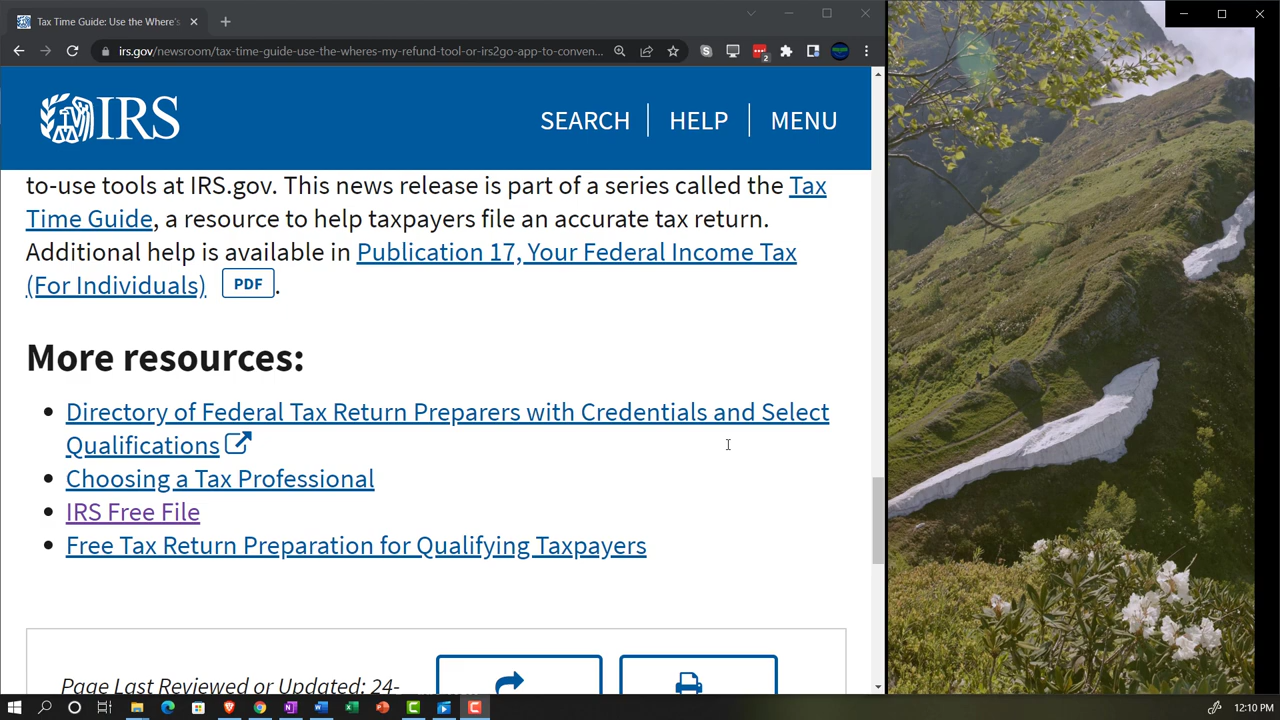 Tax Time Guide: Use the Where's
irs.gov/newsroom/tax-time-guide-use-the-wheres-my-refund-tool-or-irs2go-app-to-conven...
2
IRS
SEARCH
HELP
MENU
to-use tools at IRS.gov. This news release is part of a series called the Tax
Time Guide, a resource to help taxpayers file an accurate tax return.
Additional help is available in Publication 17, Your Federal Income Tax
(For Individuals) PDF.
More resources:
Directory of Federal Tax Return Preparers with Credentials and Select
Qualifications
Choosing a Tax Professional
IRS Free File
Free Tax Return Preparation for Qualifying Taxpayers
Page Last Reviewed or Updated: 24-
12:10 PM